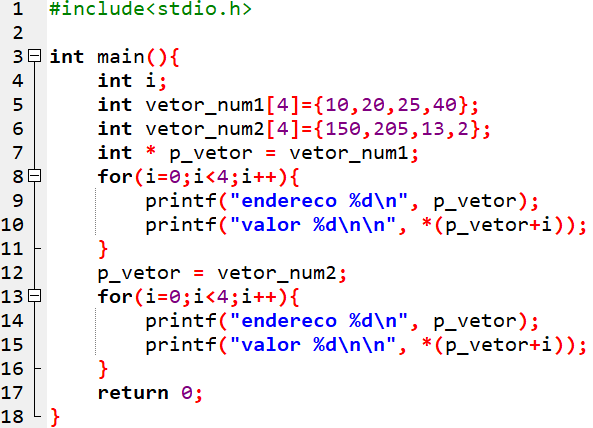 1 #include<stdio.h>
2
3 int main(){
4     int i;
5     int vetor_num1[4]={10,20,25,40};
6     int vetor_num2[4]={150,205,13,2};
7     int * p_vetor = vetor_num1;
8     for(i=0;i<4;i++){
9         printf("endereco %d\n", p_vetor);
10         printf("valor %d\n\n", *(p_vetor+i));
11     }
12     p_vetor = vetor_num2;
13     for(i=0;i<4;i++){
14         printf("endereco %d\n", p_vetor);
15         printf("valor %d\n\n", *(p_vetor+i));
16     }
17     return 0;
18 }